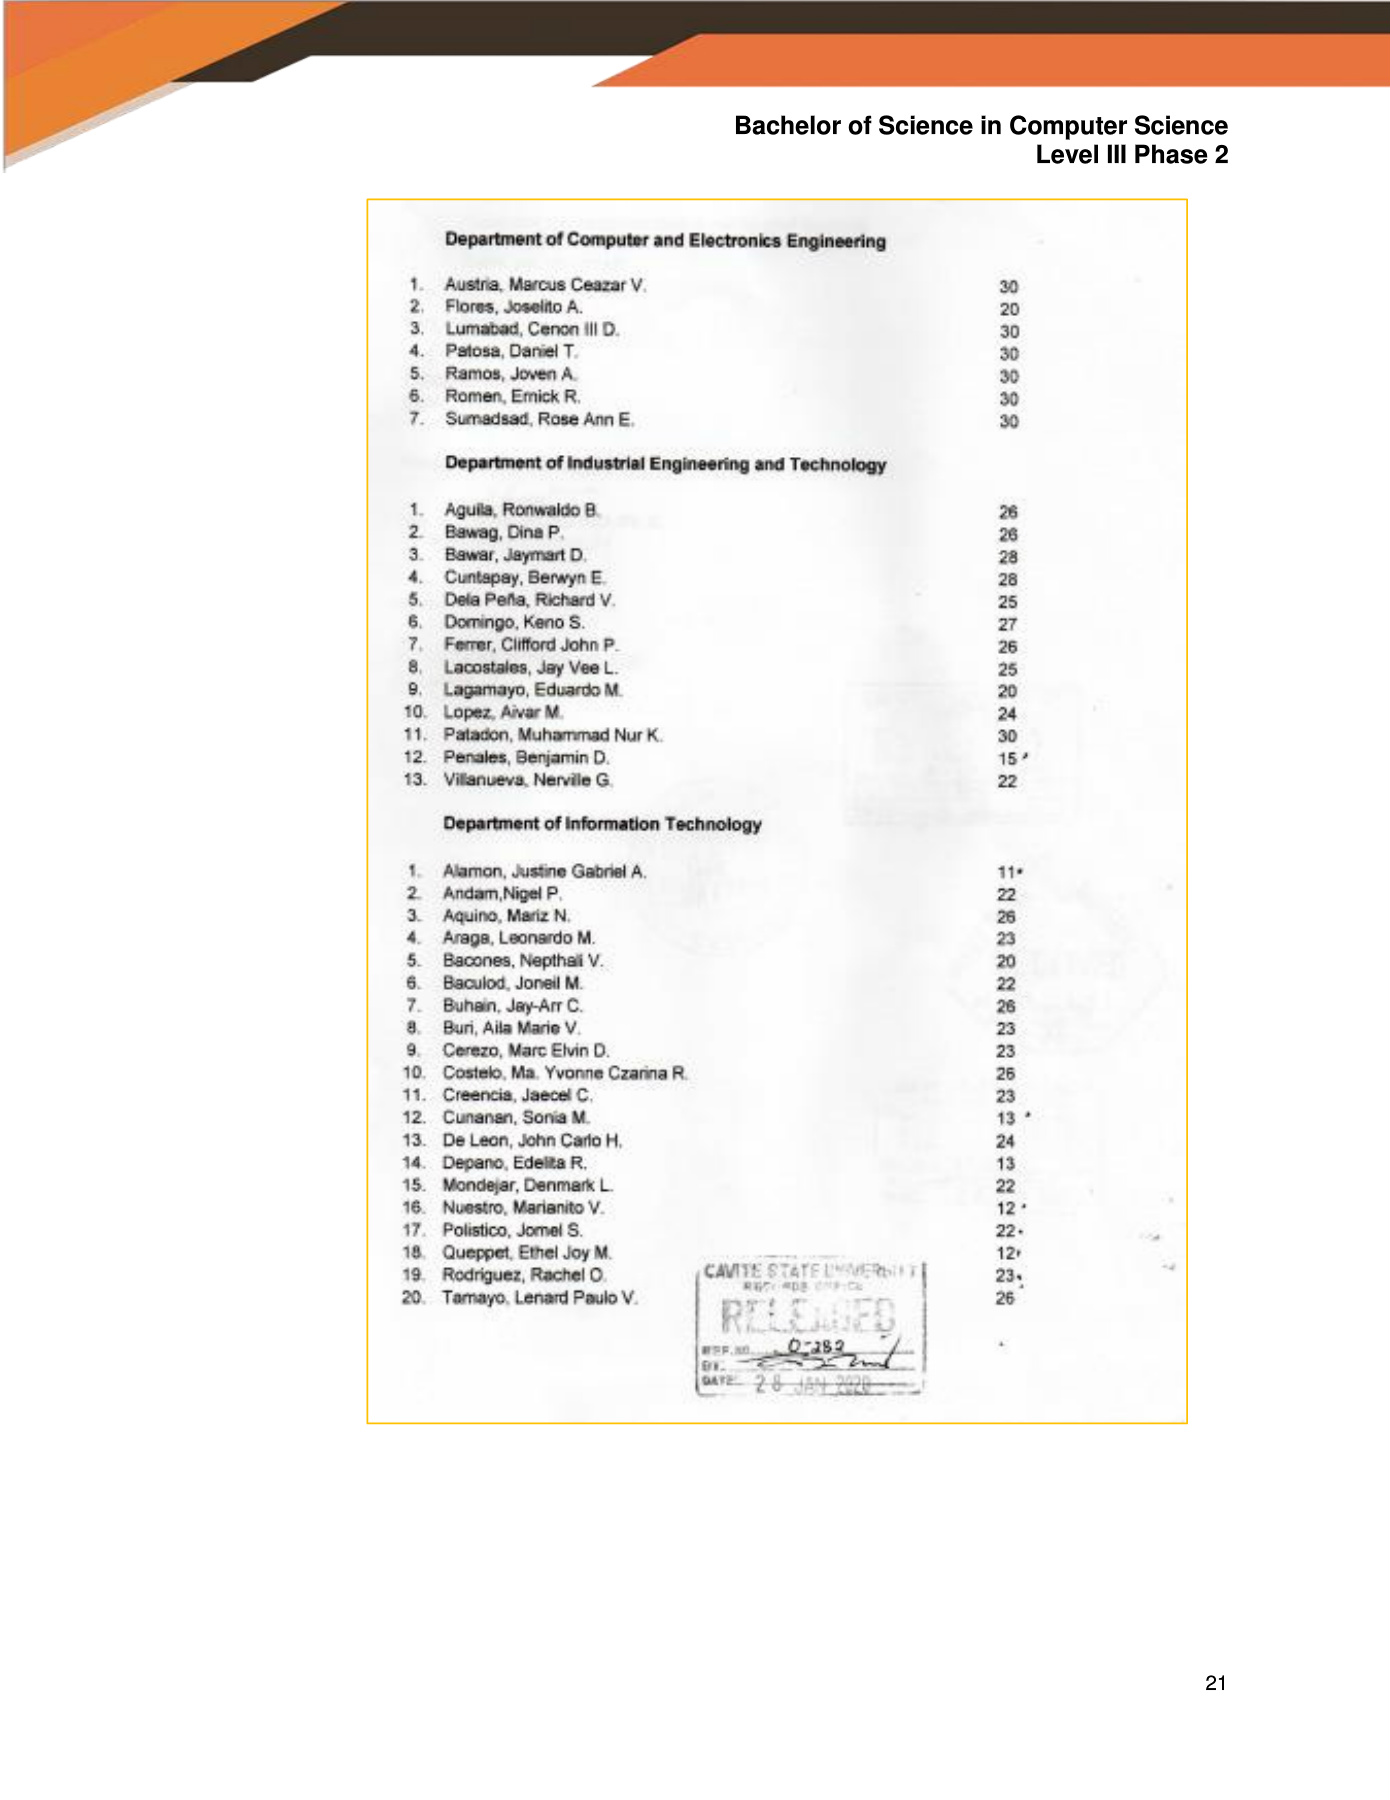 Bachelor of Science in Computer Science
Level III Phase 2
Department of Computer and Electronics Engineering
1. Austria, Marcus Ceazar V. 30
2. Flores, Joselito A. 20
3. Lumabad, Cenon III D. 30
4. Patosa, Daniel T. 30
5. Ramos, Joven A. 30
6. Romen, Ernick R. 30
7. Sumadsad, Rose Ann E. 30
Department of Industrial Engineering and Technology
1. Aguila, Ronwaldo B. 26
2. Bawag, Dina P. 26
3. Bawar, Jaymart D. 28
4. Cuntapay, Berwyn E. 28
5. Dela Peña, Richard V. 25
6. Domingo, Keno S. 27
7. Ferrer, Clifford John P. 26
8. Lacostales, Jay Vee L. 25
9. Lagamayo, Eduardo M. 20
10. Lopez, Aivar M. 24
11. Patadon, Muhammad Nur K. 30
12. Penales, Benjamin D. 15
13. Villanueva, Nerville G. 22
Department of Information Technology
1. Alamon, Justine Gabriel A. 11
2. Andam,Nigel P. 22
3. Aquino, Mariz N. 26
4. Araga, Leonardo M. 23
5. Bacones, Nepthali V. 20
6. Baculod, Joneil M. 22
7. Buhain, Jay-Arr C. 26
8. Buri, Aila Marie V. 23
9. Cerezo, Marc Elvin D. 23
10. Costelo, Ma. Yvonne Czarina R. 26
11. Creencia, Jaecel C. 23
12. Cunanan, Sonia M. 13
13. De Leon, John Carlo H. 24
14. Depano, Edelita R. 13
15. Mondejar, Denmark L. 22
16. Nuestro, Marianito V. 12
17. Polistico, Jomel S. 22
18. Queppet, Ethel Joy M. 12
19. Rodriguez, Rachel O. 23
20. Tamayo, Lenard Paulo V. 26
CAVITE STATE UNIVERSITY
RECORDS OFFICE
RELEASED
REF.NO. 0-282
BY:
DATE: 28 JAN 2020
21